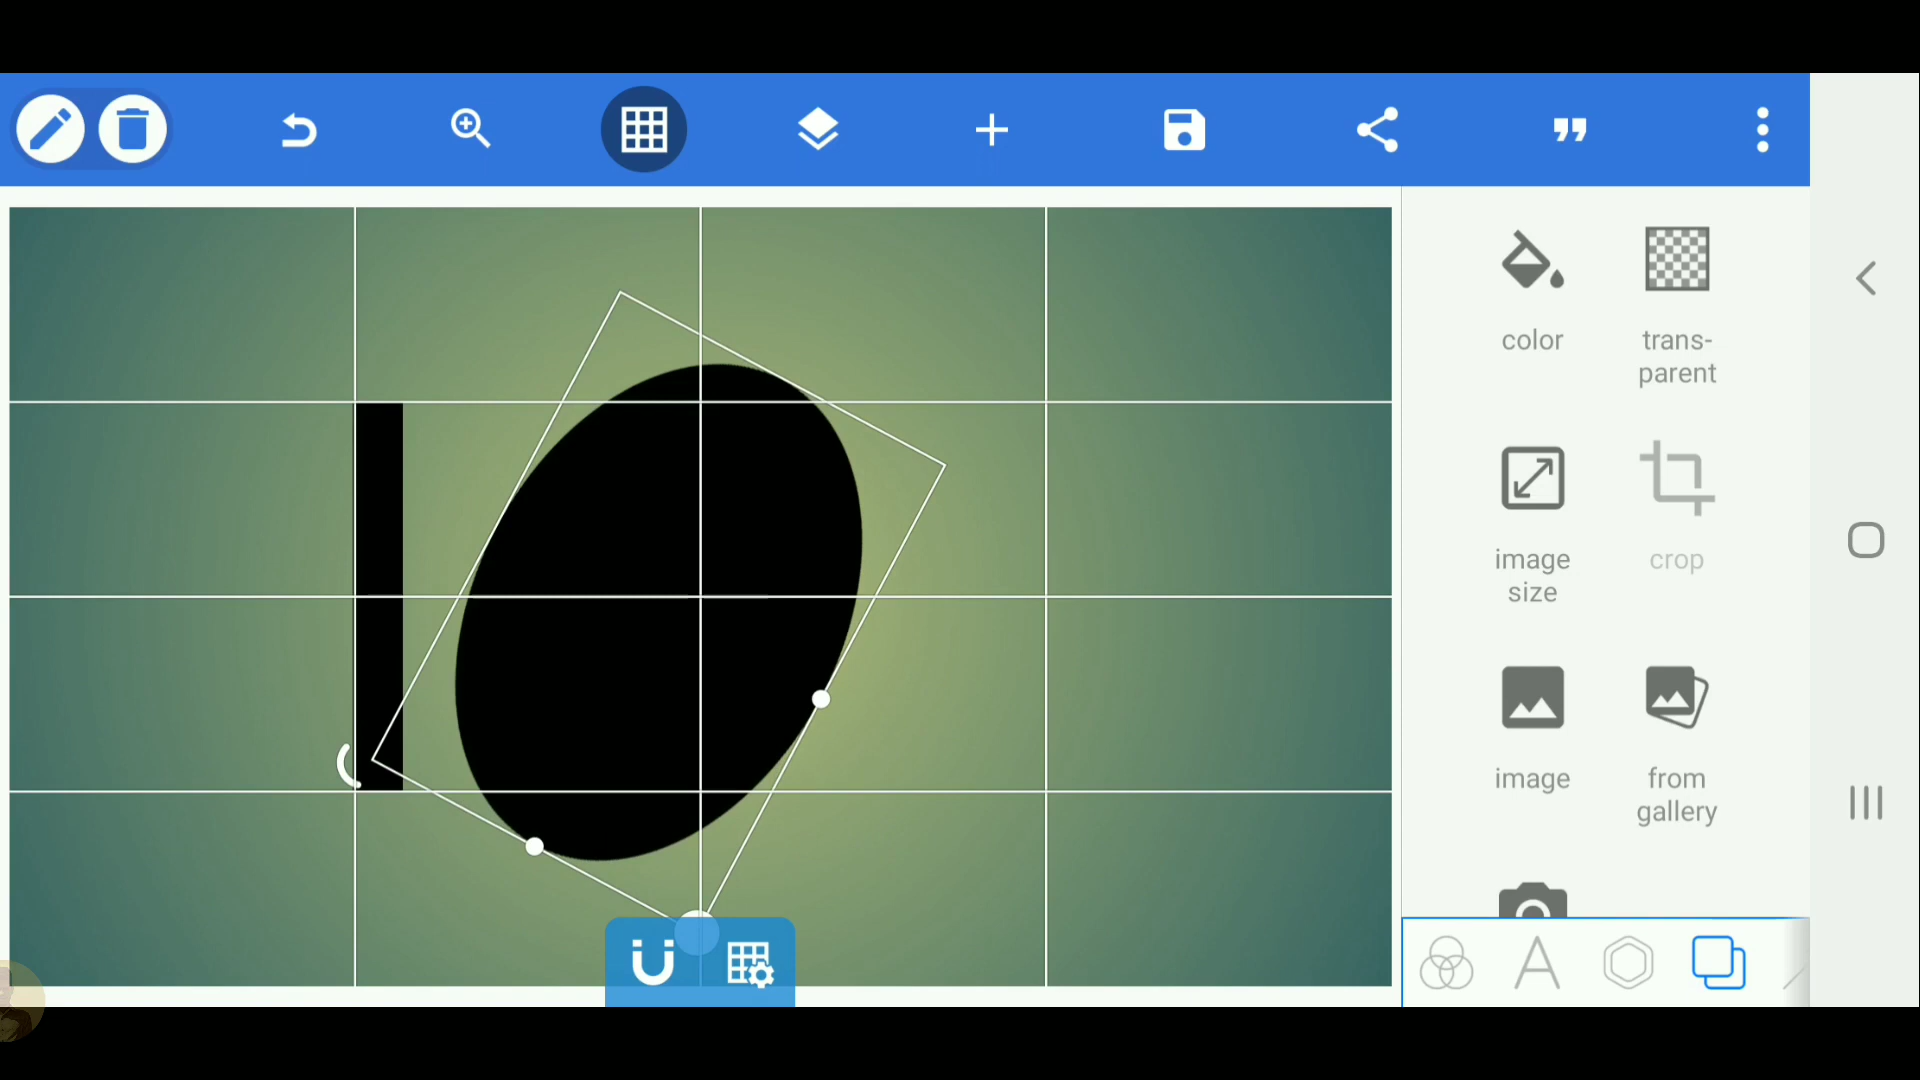 color
trans-
parent
image
size
crop
image
from
gallery